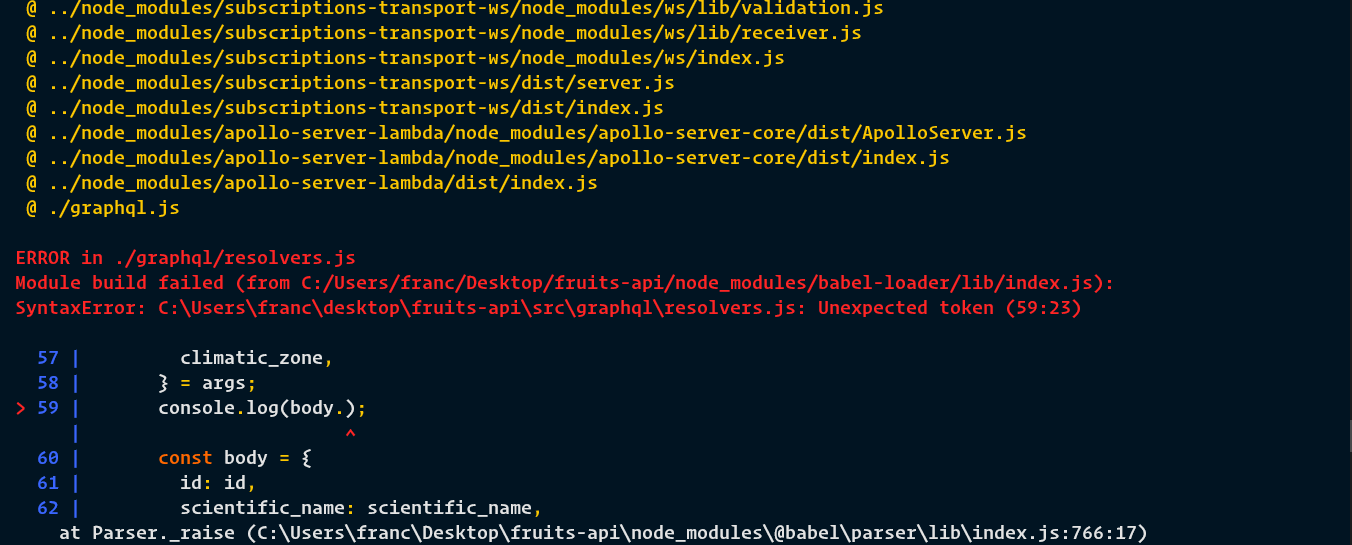 @ ../node_modules/subscriptions-transport-ws/node_modules/ws/lib/validation.js
@ ../node_modules/subscriptions-transport-ws/node_modules/ws/lib/receiver.js
@ ../node_modules/subscriptions-transport-ws/node_modules/ws/index.js
@ ../node_modules/subscriptions-transport-ws/dist/server.js
@ ../node_modules/subscriptions-transport-ws/dist/index.js
@ ../node_modules/apollo-server-lambda/node_modules/apollo-server-core/dist/ApolloServer.js
@ ../node_modules/apollo-server-lambda/node_modules/apollo-server-core/dist/index.js
@ ../node_modules/apollo-server-lambda/dist/index.js
@ ./graphql.js
ERROR in ./graphql/resolvers.js
Module build failed (from C:/Users/franc/Desktop/fruits-api/node_modules/babel-loader/lib/index.js):
SyntaxError: C:\Users\franc\desktop\fruits-api\src\graphql\resolvers.js: Unexpected token (59:23)
  57 |         climatic_zone,
  58 |       } = args;
> 59 |       console.log(body.);
     |                        ^
  60 |       const body = {
  61 |         id: id,
  62 |         scientific_name: scientific_name,
    at Parser._raise (C:\Users\franc\Desktop\fruits-api\node_modules\@babel\parser\lib\index.js:766:17)